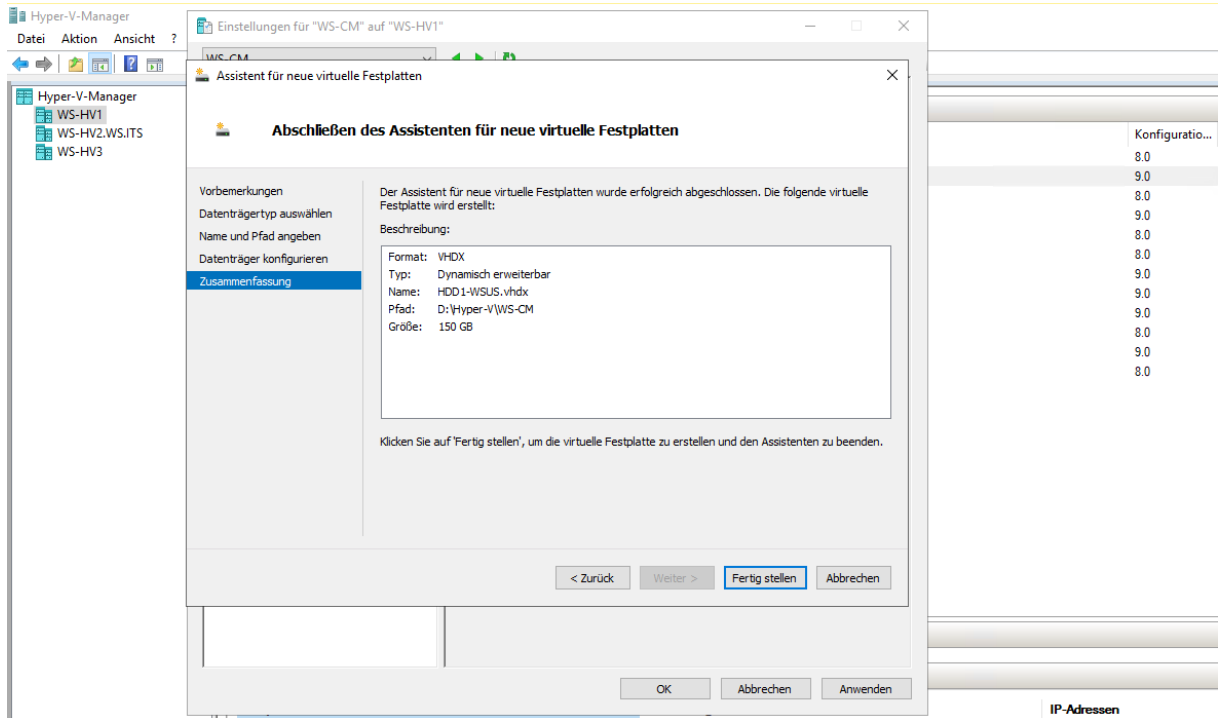 Hyper-V-Manager
Datei Aktion Ansicht ?
Hyper-V-Manager
WS-HV1
WS-HV2.WS.ITS
WS-HV3
Einstellungen für "WS-CM" auf "WS-HV1"
WS-CM
Assistent für neue virtuelle Festplatten
Abschließen des Assistenten für neue virtuelle Festplatten
Vorbemerkungen
Datenträgertyp auswählen
Name und Pfad angeben
Datenträger konfigurieren
Zusammenfassung
Der Assistent für neue virtuelle Festplatten wurde erfolgreich abgeschlossen. Die folgende virtuelle
Festplatte wird erstellt:
Beschreibung:
Format: VHDX
Typ: Dynamisch erweiterbar
Name: HDD1-WSUS.vhdx
Pfad: D:\Hyper-V\WS-CM
Größe: 150 GB
Klicken Sie auf 'Fertig stellen', um die virtuelle Festplatte zu erstellen und den Assistenten zu beenden.
< Zurück Weiter > Fertig stellen Abbrechen
OK Abbrechen Anwenden
Konfiguratio...
8.0
9.0
8.0
9.0
8.0
8.0
9.0
9.0
9.0
8.0
9.0
8.0
IP-Adressen